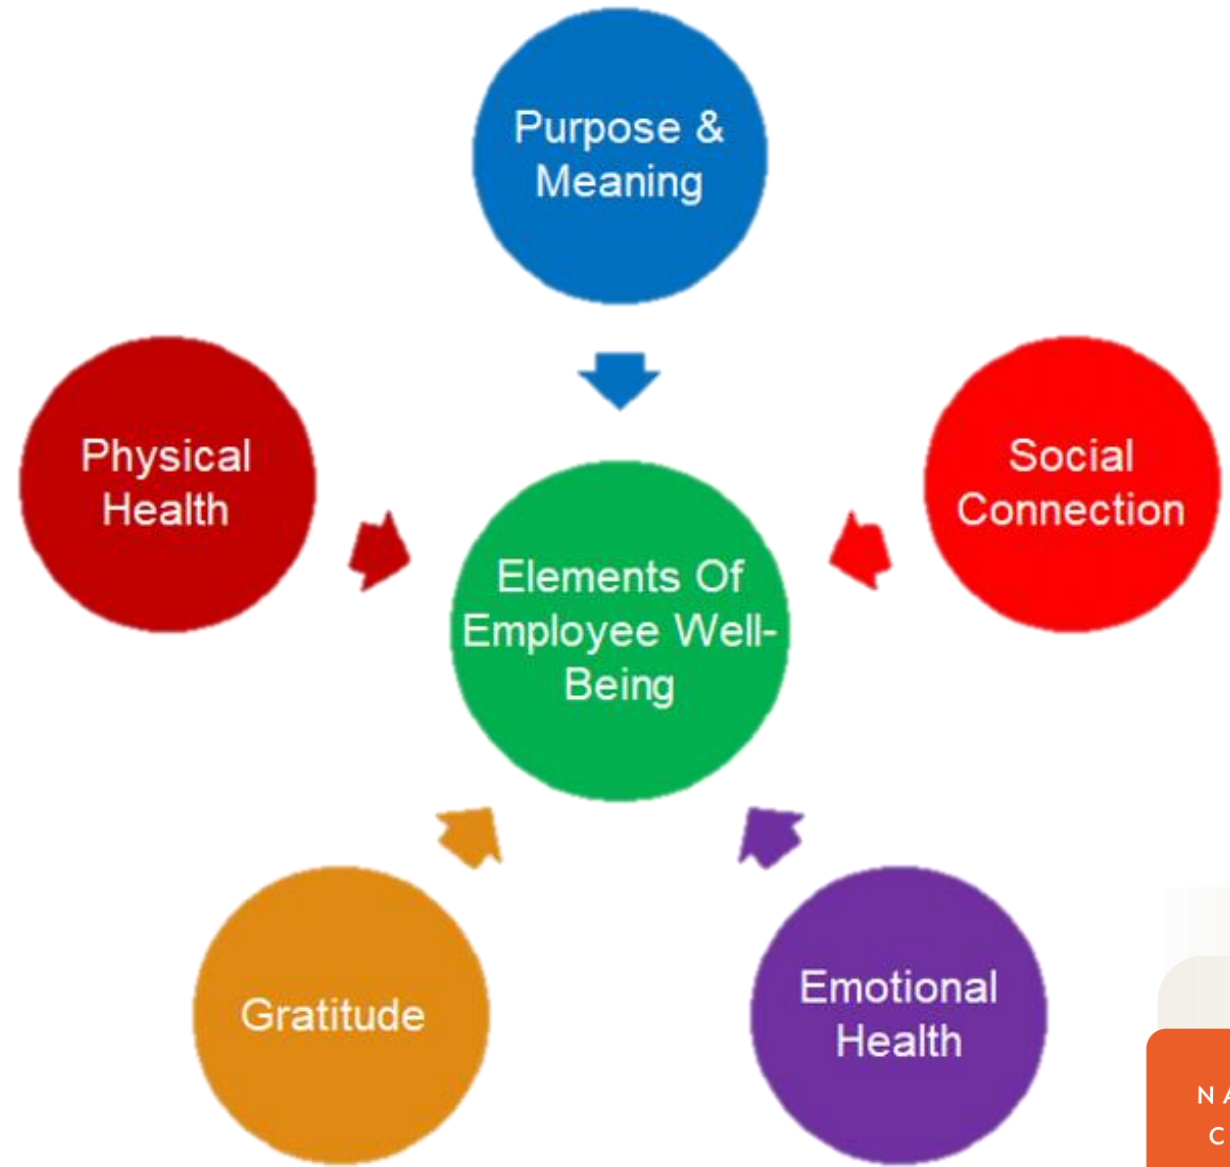 Purpose &
Meaning
Physical
Health
Social
Connection
Elements Of
Employee Well-
Being
Gratitude
Emotional
Health